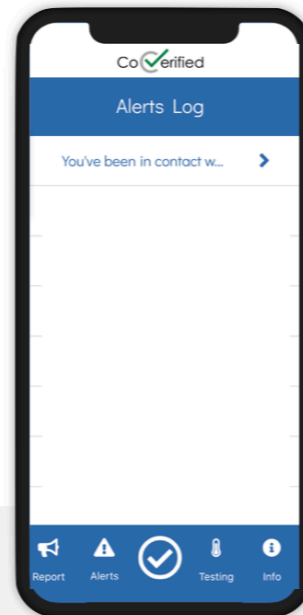 CoVerified
Alerts Log
You've been in contact w...
Report Alerts Testing Info